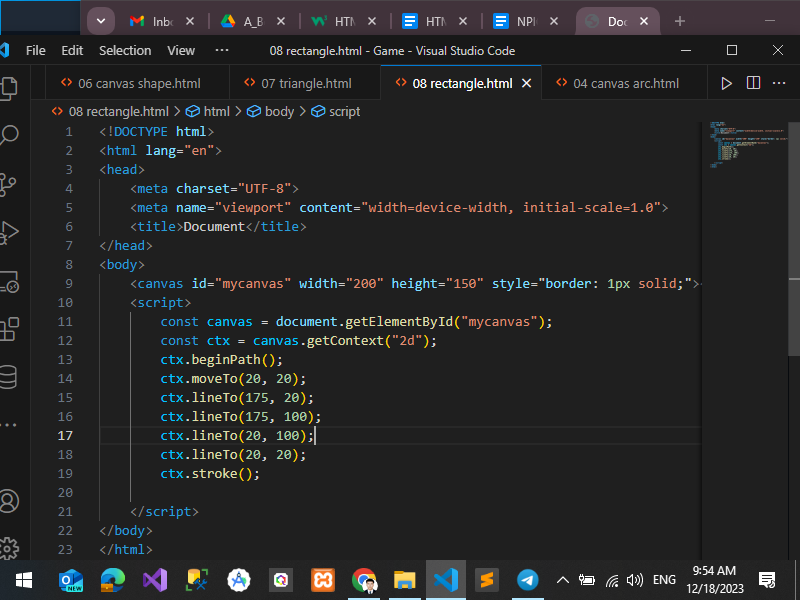 Inb
A_B
HTM
HTM
NPI
Doc
File Edit Selection View ··· 08 rectangle.html - Game - Visual Studio Code
06 canvas shape.html 07 triangle.html 08 rectangle.html 04 canvas arc.html
08 rectangle.html > html > body > script
1 <!DOCTYPE html>
2 <html lang="en">
3 <head>
4 <meta charset="UTF-8">
5 <meta name="viewport" content="width=device-width, initial-scale=1.0">
6 <title>Document</title>
7 </head>
8 <body>
9 <canvas id="mycanvas" width="200" height="150" style="border: 1px solid;">
10 <script>
11 const canvas = document.getElementById("mycanvas");
12 const ctx = canvas.getContext("2d");
13 ctx.beginPath();
14 ctx.moveTo(20, 20);
15 ctx.lineTo(175, 20);
16 ctx.lineTo(175, 100);
17 ctx.lineTo(20, 100);
18 ctx.lineTo(20, 20);
19 ctx.stroke();
20
21 </script>
22 </body>
23 </html>
NEW
ENG
9:54 AM
12/18/2023